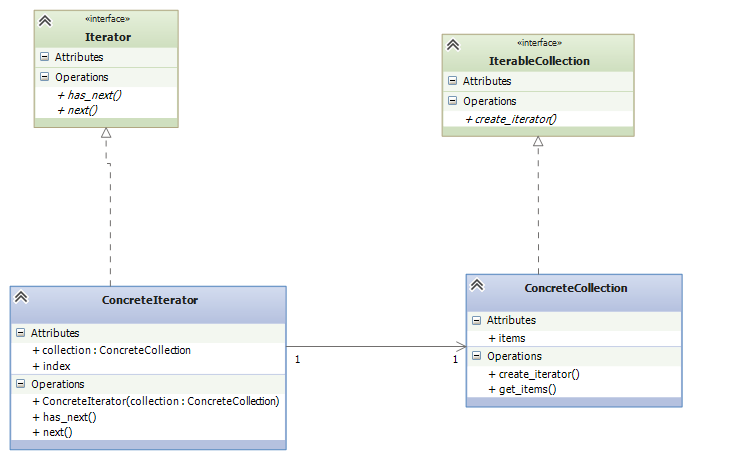 «interface»
Iterator
Attributes
Operations
+ has_next()
+ next()
«interface»
IterableCollection
Attributes
Operations
+ create_iterator()
ConcreteIterator
Attributes
+ collection : ConcreteCollection
+ index
Operations
+ ConcreteIterator(collection : ConcreteCollection)
+ has_next()
+ next()
1
1
ConcreteCollection
Attributes
+ items
Operations
+ create_iterator()
+ get_items()